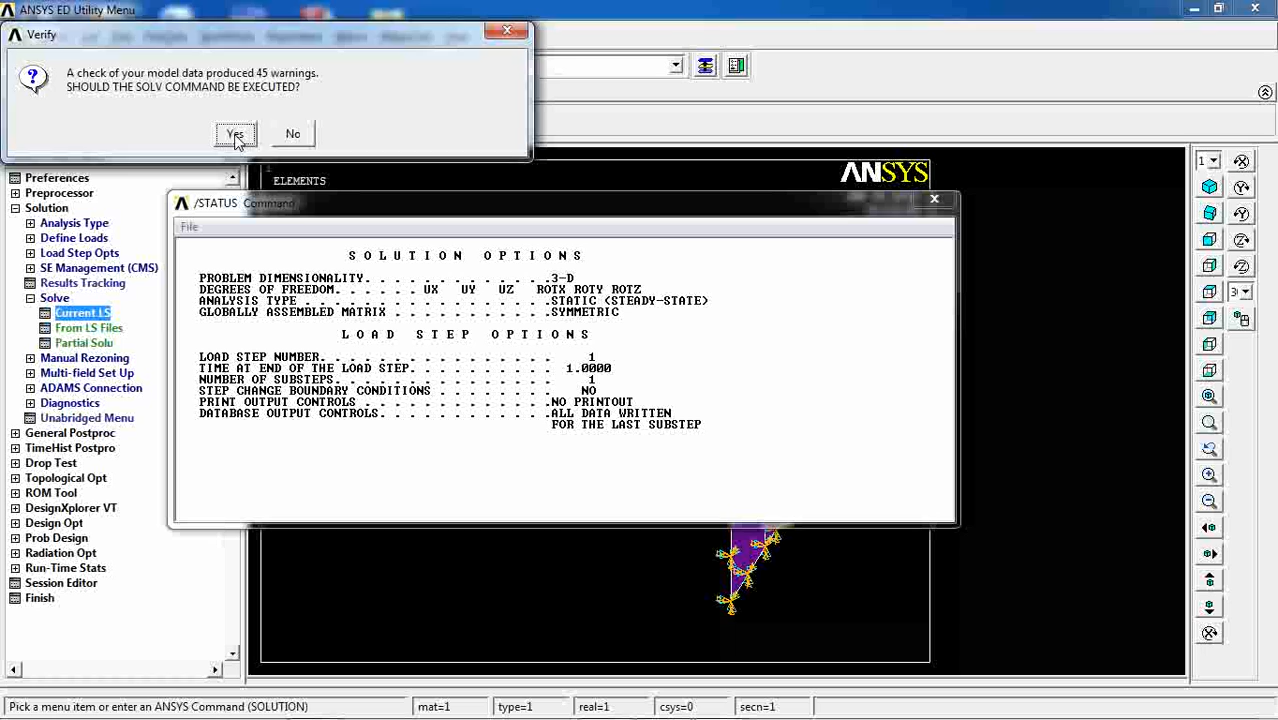 ANSYS ED Utility Menu
Verify
A check of your model data produced 45 warnings.
SHOULD THE SOLV COMMAND BE EXECUTED?
Yes
No
Preferences
Preprocessor
Solution
Analysis Type
Define Loads
Load Step Opts
SE Management (CMS)
Results Tracking
Solve
Current LS
From LS Files
Partial Solu
Manual Rezoning
Multi-field Set Up
ADAMS Connection
Diagnostics
Unabridged Menu
General Postproc
TimeHist Postpro
Drop Test
Topological Opt
ROM Tool
DesignXplorer VT
Design Opt
Prob Design
Radiation Opt
Run-Time Stats
Session Editor
Finish
1
ELEMENTS
ANSYS
/STATUS Command
File
S O L U T I O N   O P T I O N S
PROBLEM DIMENSIONALITY. . . . . . . . . . . . .3-D
DEGREES OF FREEDOM. . . . . . UX   UY   UZ   ROTX ROTY ROTZ
ANALYSIS TYPE . . . . . . . . . . . . . . . . .STATIC (STEADY-STATE)
GLOBALLY ASSEMBLED MATRIX . . . . . . . . . . .SYMMETRIC
L O A D   S T E P   O P T I O N S
LOAD STEP NUMBER. . . . . . . . . . . . . . . .     1
TIME AT END OF THE LOAD STEP. . . . . . . . . .  1.0000
NUMBER OF SUBSTEPS. . . . . . . . . . . . . . .     1
STEP CHANGE BOUNDARY CONDITIONS . . . . . . . .    NO
PRINT OUTPUT CONTROLS . . . . . . . . . . . . .NO PRINTOUT
DATABASE OUTPUT CONTROLS. . . . . . . . . . . .ALL DATA WRITTEN
FOR THE LAST SUBSTEP
1
Pick a menu item or enter an ANSYS Command (SOLUTION)
mat=1
type=1
real=1
csys=0
secn=1